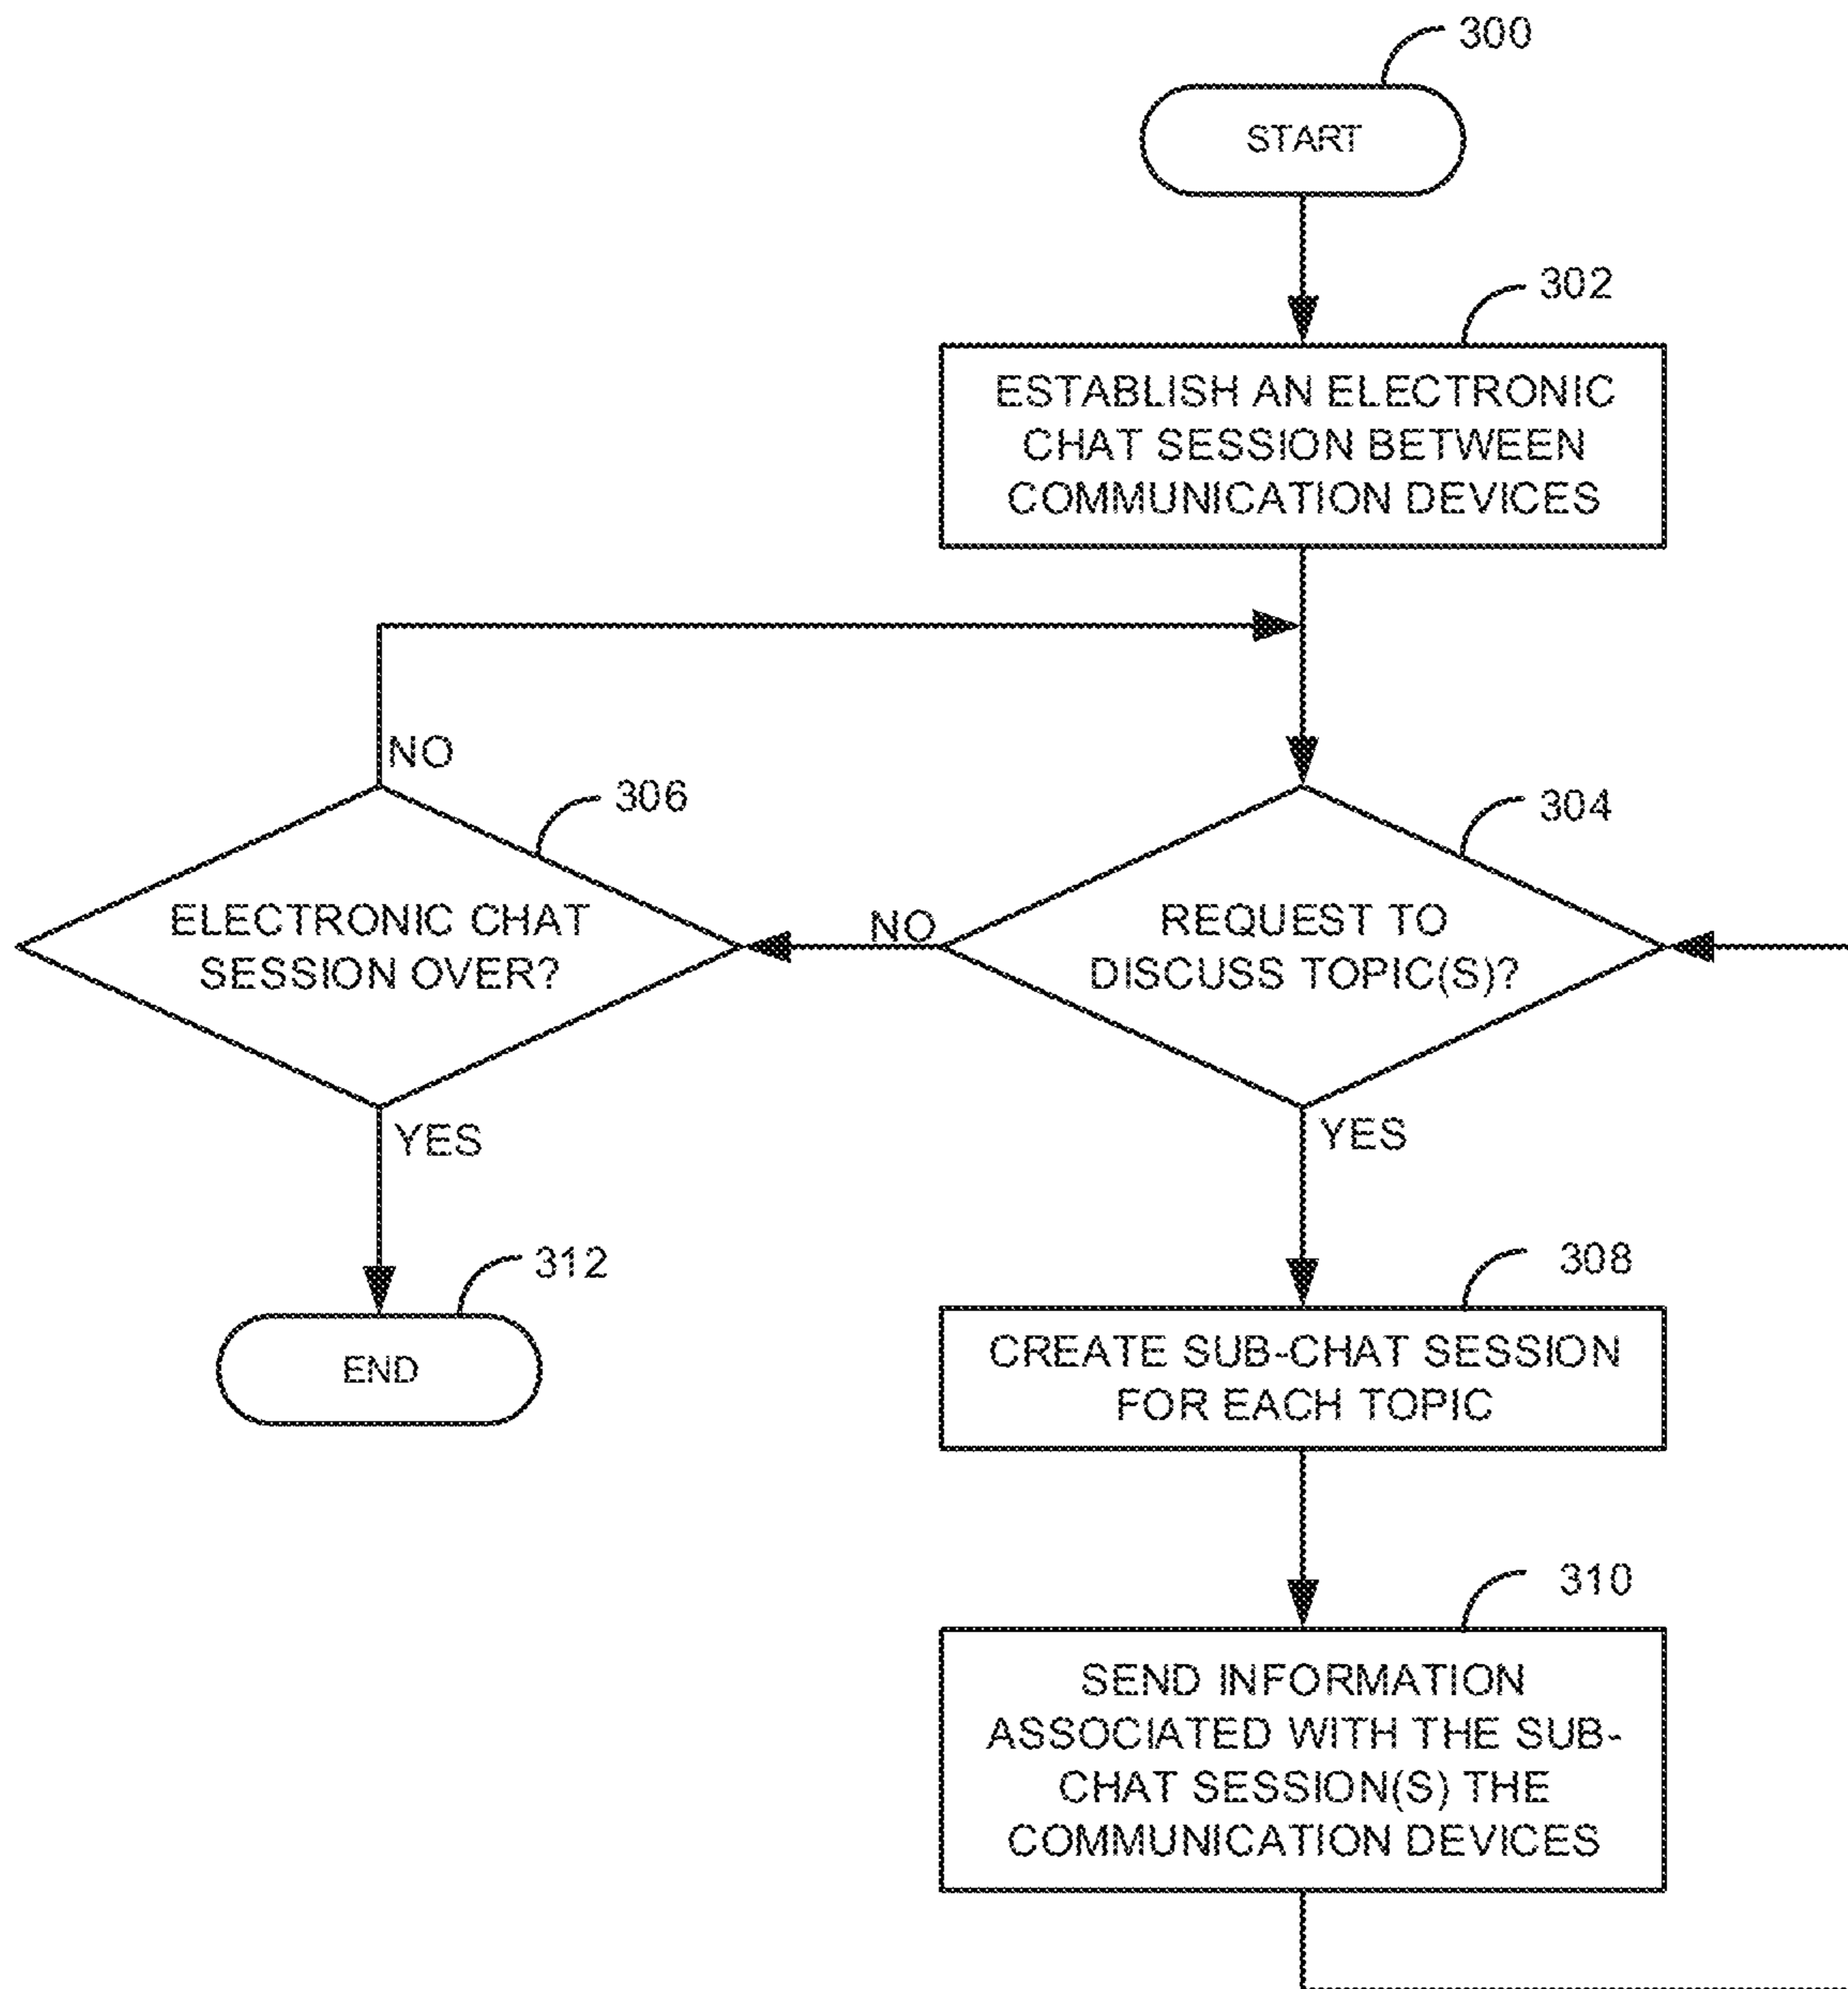 300
START
302
ESTABLISH AN ELECTRONIC
CHAT SESSION BETWEEN
COMMUNICATION DEVICES
NO
306
304
ELECTRONIC CHAT
SESSION OVER?
NO
REQUEST TO
DISCUSS TOPIC(S)?
YES
YES
312
END
308
CREATE SUB-CHAT SESSION
FOR EACH TOPIC
310
SEND INFORMATION
ASSOCIATED WITH THE SUB-
CHAT SESSION(S) THE
COMMUNICATION DEVICES